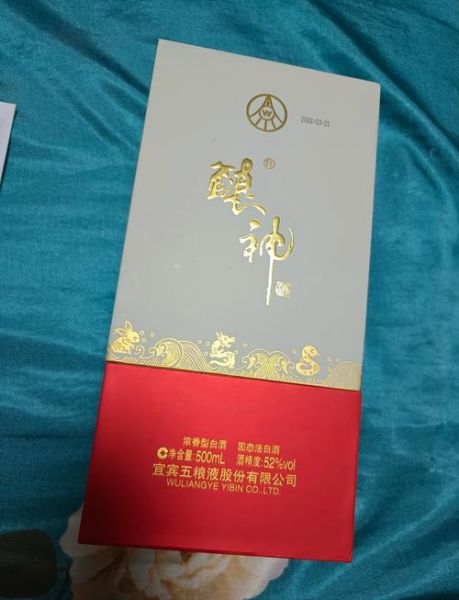 2022/03/23
釀神
浓香型白酒 固态法白酒
净含量:500mL 酒精度:52%vol
宜宾五粮液股份有限公司
WULIANGYE YIBIN CO.,LTD.